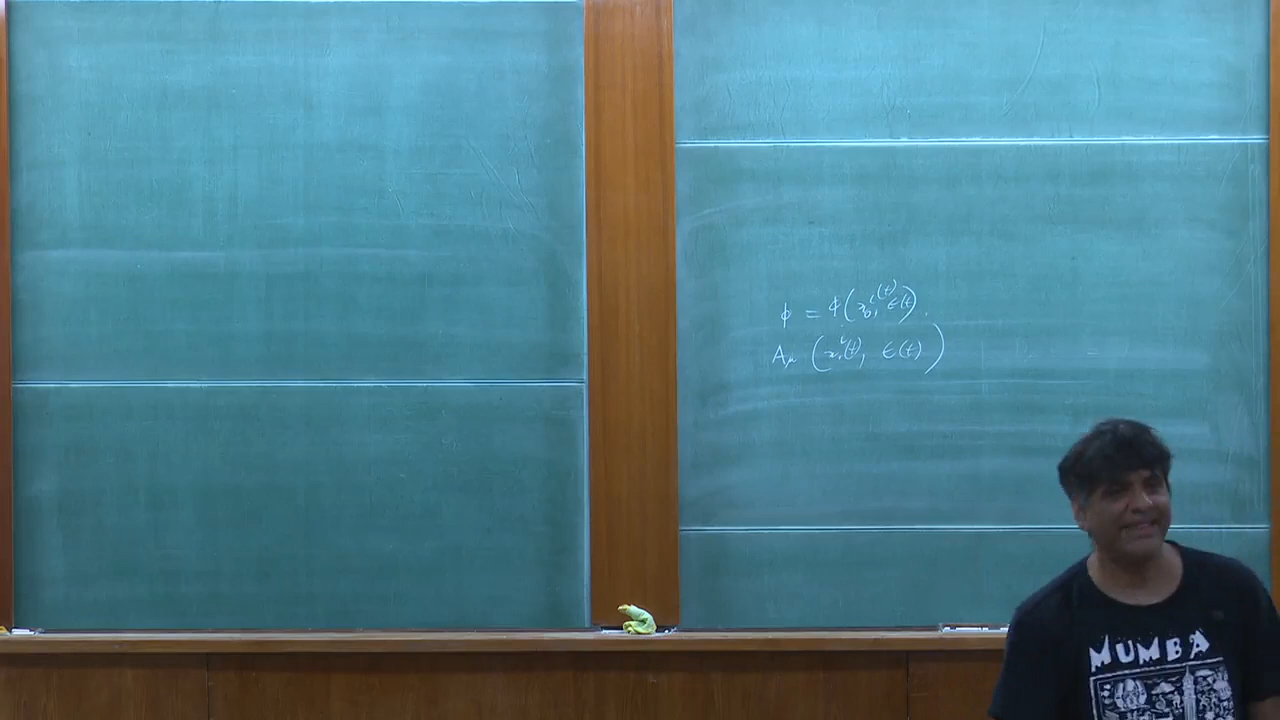 ϕ = ϕ(x₀ⁱ(t), ε(t)).
A_μ (x₀ⁱ(t), ε(t))
MUMBA